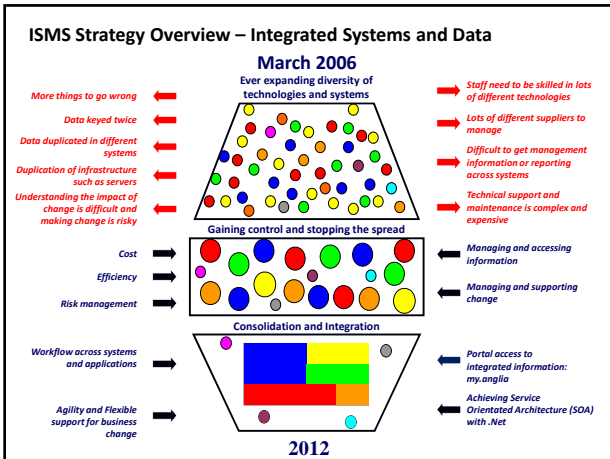 ISMS Strategy Overview – Integrated Systems and Data
March 2006
Ever expanding diversity of
technologies and systems
More things to go wrong
Data keyed twice
Data duplicated in different
systems
Duplication of infrastructure
such as servers
Understanding the impact of
change is difficult and
making change is risky
Staff need to be skilled in lots
of different technologies
Lots of different suppliers to
manage
Difficult to get management
information or reporting
across systems
Technical support and
maintenance is complex and
expensive
Gaining control and stopping the spread
Cost
Efficiency
Risk management
Managing and accessing
information
Managing and supporting
change
Consolidation and Integration
Workflow across systems
and applications
Agility and Flexible
support for business
change
Portal access to
integrated information:
my.anglia
Achieving Service
Orientated Architecture (SOA)
with .Net
2012